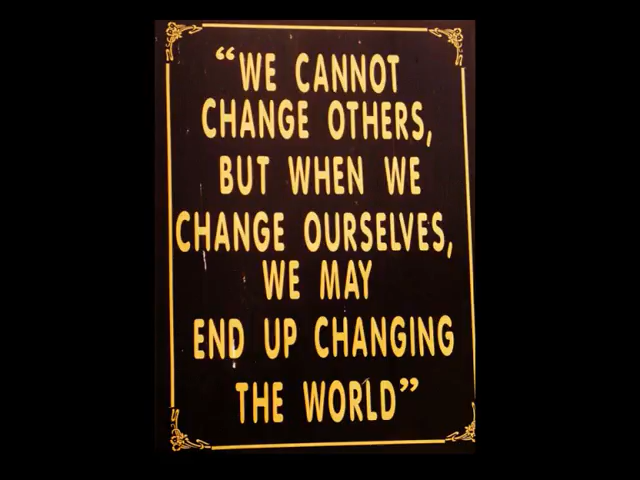 “WE CANNOT
CHANGE OTHERS,
BUT WHEN WE
CHANGE OURSELVES,
WE MAY
END UP CHANGING
THE WORLD”